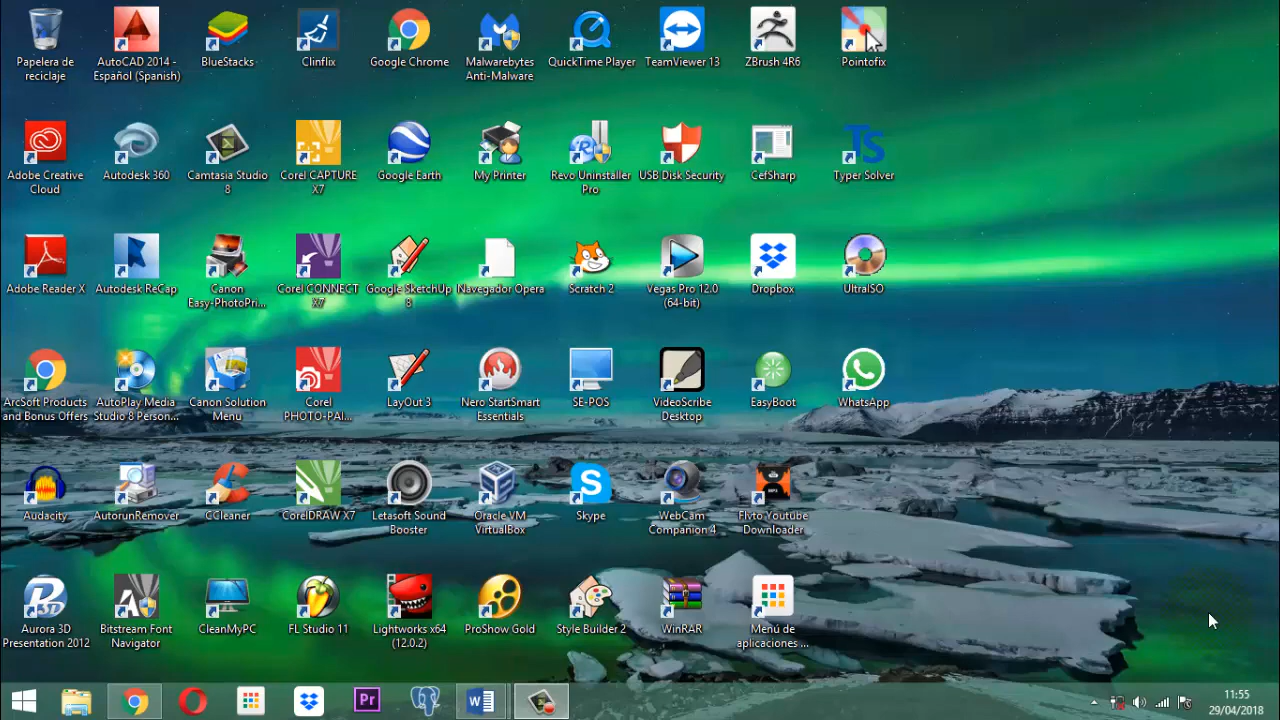 Papelera de
reciclaje
AutoCAD 2014 -
Español (Spanish)
BlueStacks
Clinflix
Google Chrome
Malwarebytes
Anti-Malware
QuickTime Player
TeamViewer 13
ZBrush 4R6
Pointofix
Adobe Creative
Cloud
Autodesk 360
Camtasia Studio
8
Corel CAPTURE
X7
Google Earth
My Printer
Revo Uninstaller
Pro
USB Disk Security
CefSharp
Ts
Typer Solver
Adobe Reader X
Autodesk ReCap
Canon
Easy-PhotoPri...
Corel CONNECT
X7
Google SketchUp
8
Navegador Opera
Scratch 2
Vegas Pro 12.0
(64-bit)
Dropbox
UltraISO
ArcSoft Products
and Bonus Offers
AutoPlay Media
Studio 8 Person...
Canon Solution
Menu
Corel
PHOTO-PAI...
LayOut 3
Nero StartSmart
Essentials
SE-POS
VideoScribe
Desktop
EasyBoot
WhatsApp
Audacity
AutorunRemover
CCleaner
CorelDRAW X7
Letasoft Sound
Booster
Oracle VM
VirtualBox
Skype
WebCam
Companion 4
Flvto Youtube
Downloader
Aurora 3D
Presentation 2012
Bitstream Font
Navigator
CleanMyPC
FL Studio 11
Lightworks x64
(12.0.2)
ProShow Gold
Style Builder 2
WinRAR
Menú de
aplicaciones ...
Pr
W
11:55
29/04/2018